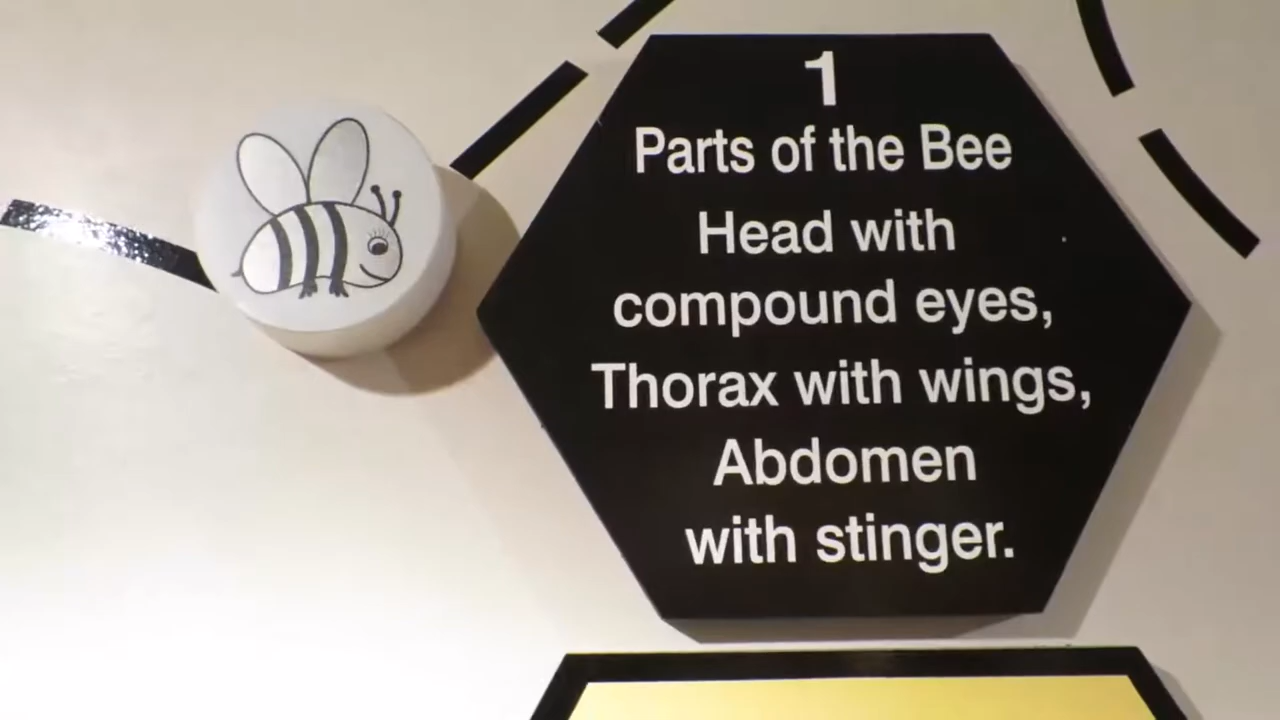 1
Parts of the Bee
Head with
compound eyes,
Thorax with wings,
Abdomen
with stinger.